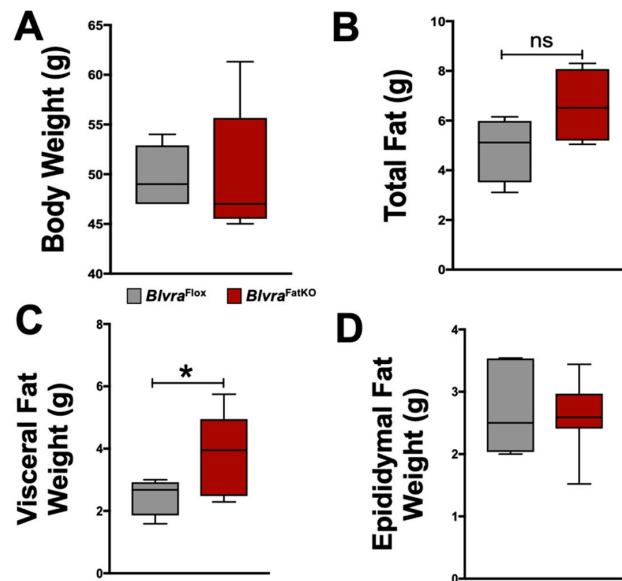 A
Body Weight (g)
65
60
55
50
45
40
B
Total Fat (g)
ns
10
8
6
4
2
0
Blvra^Flox
Blvra^FatKO
C
Visceral Fat
Weight (g)
*
8
6
4
2
0
D
Epididymal Fat
Weight (g)
4
3
2
1
0